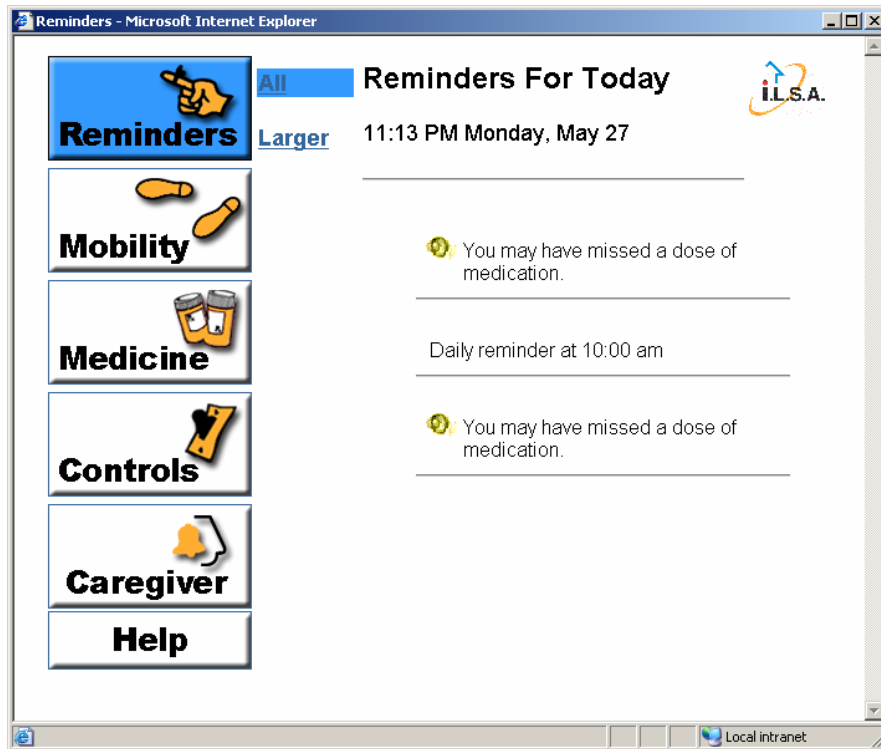 Reminders - Microsoft Internet Explorer
Reminders
All
Larger
Reminders For Today
11:13 PM Monday, May 27
i.L.S.A.
Mobility
You may have missed a dose of
medication.
Medicine
Daily reminder at 10:00 am
Controls
You may have missed a dose of
medication.
Caregiver
Help
Local intranet